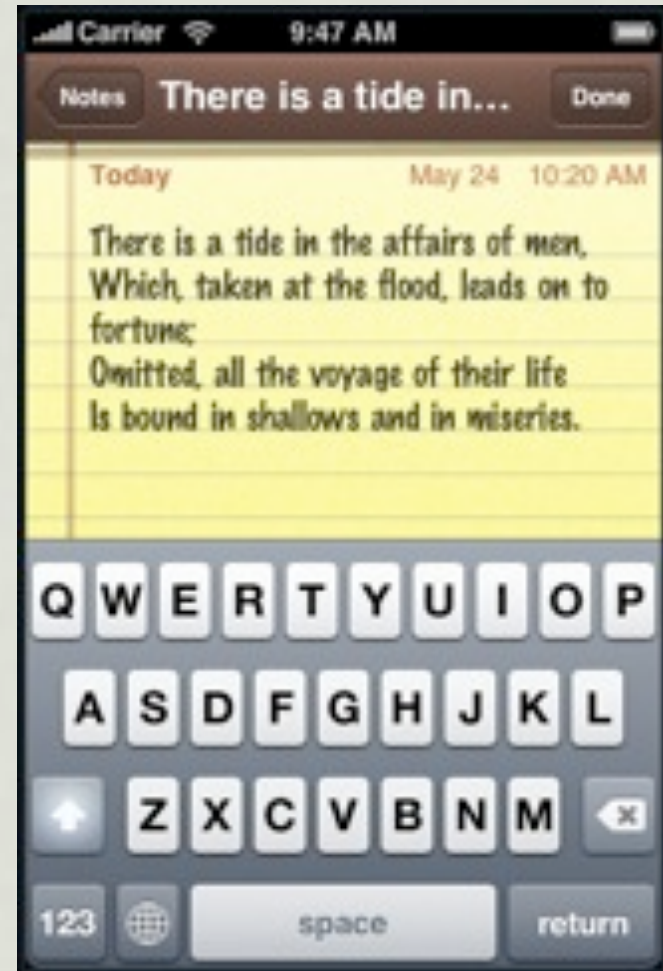 Carrier 9:47 AM
Notes There is a tide in... Done
Today May 24 10:20 AM
There is a tide in the affairs of men,
Which, taken at the flood, leads on to
fortune;
Omitted, all the voyage of their life
Is bound in shallows and in miseries.
Q W E R T Y U I O P
A S D F G H J K L
Z X C V B N M
123 space return